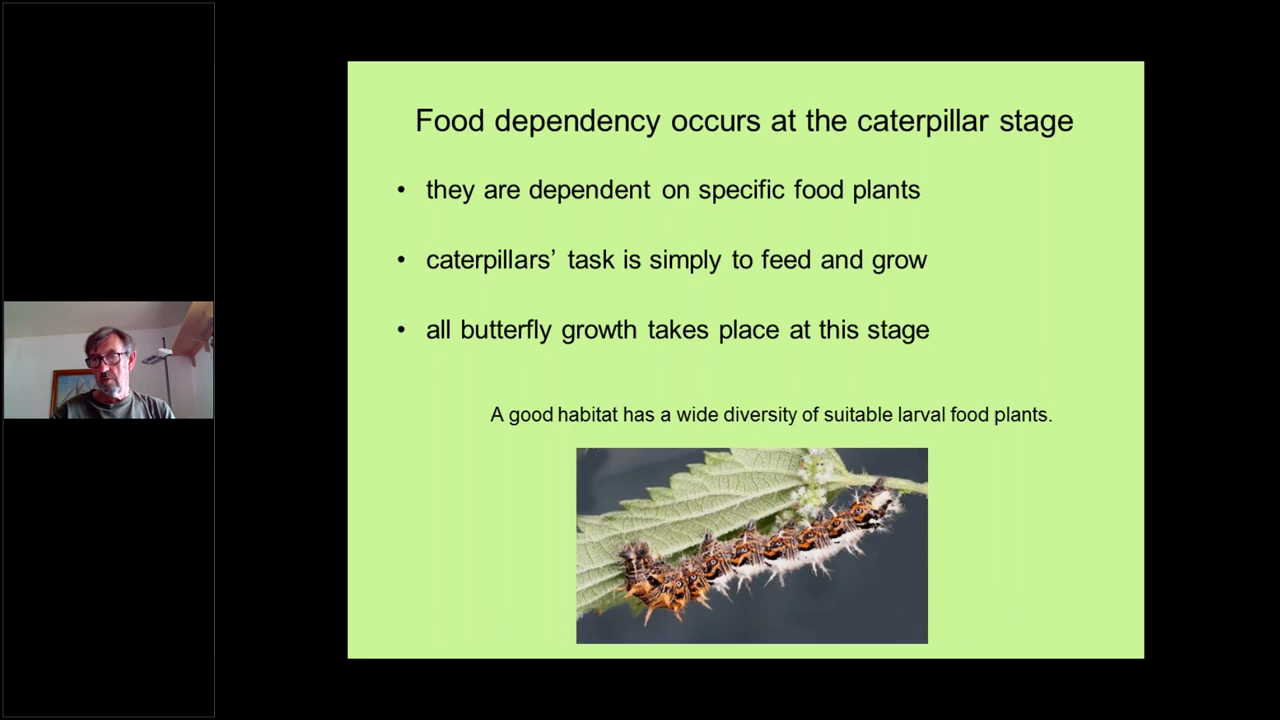 Food dependency occurs at the caterpillar stage
• they are dependent on specific food plants
• caterpillars’ task is simply to feed and grow
• all butterfly growth takes place at this stage
A good habitat has a wide diversity of suitable larval food plants.